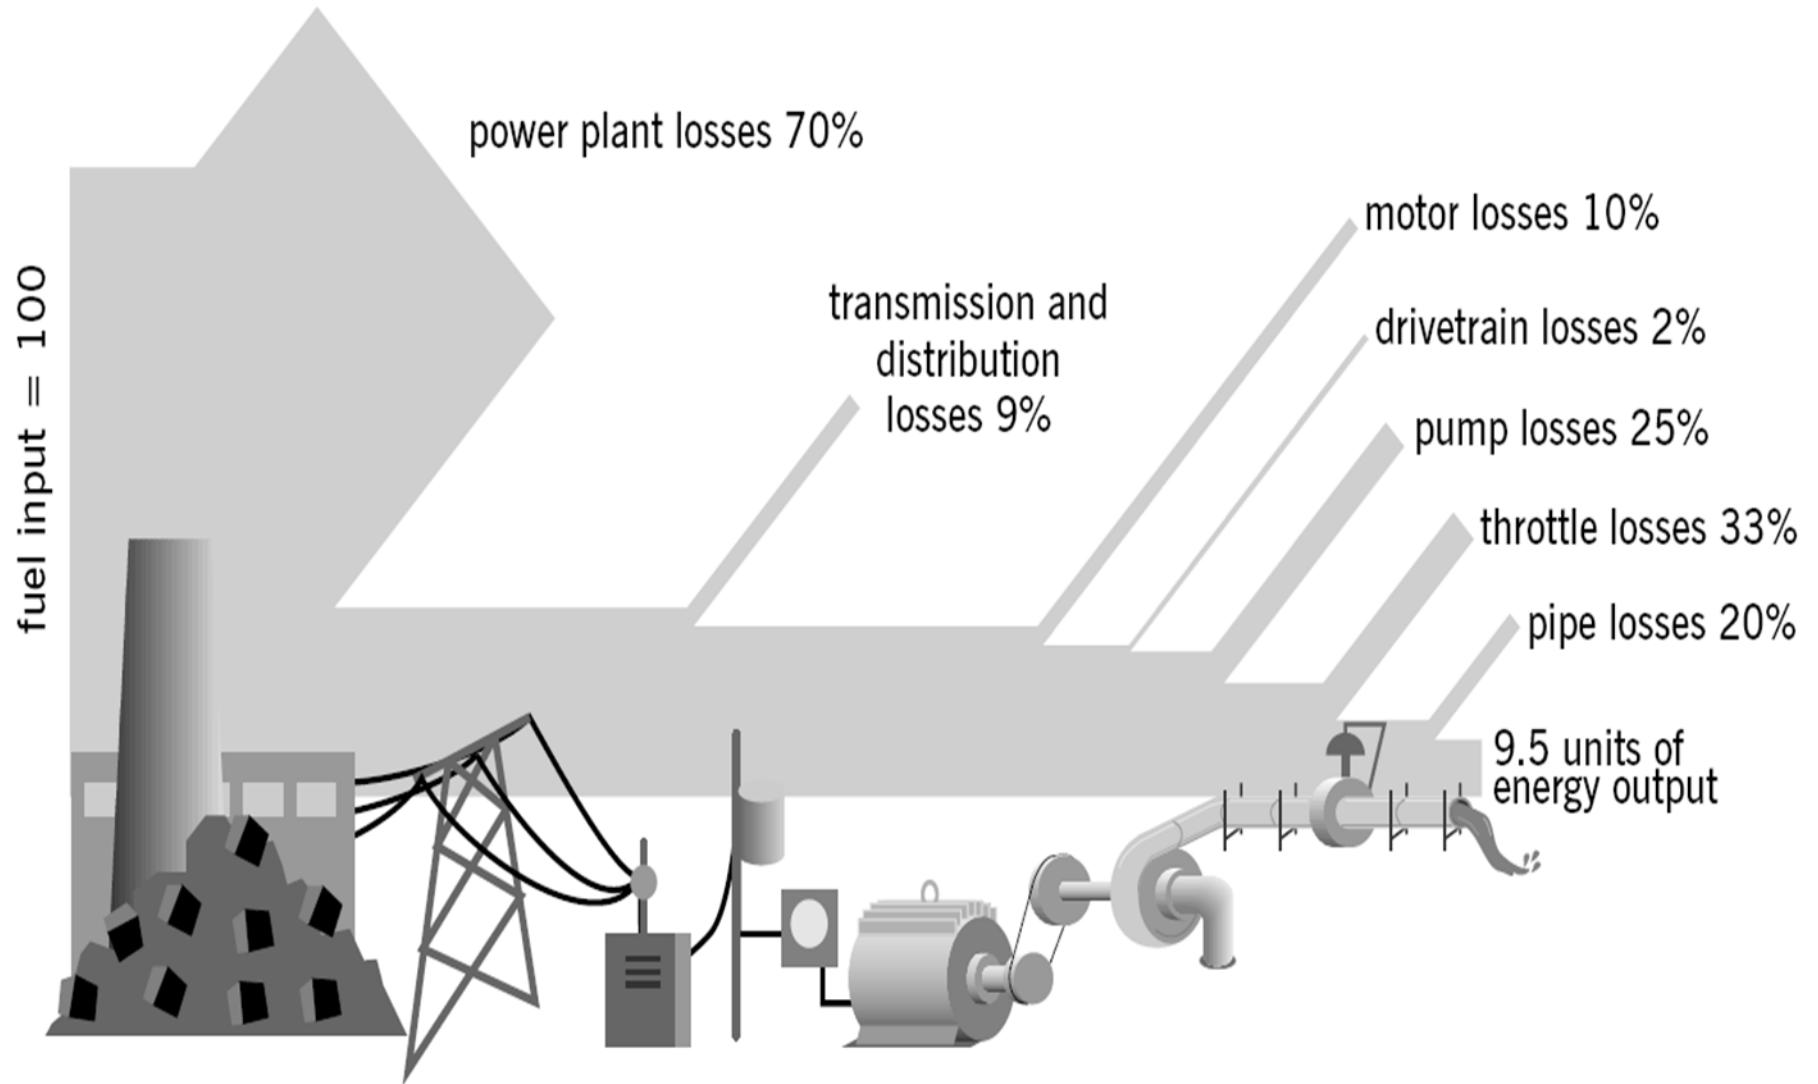 fuel input = 100
power plant losses 70%
transmission and
distribution
losses 9%
motor losses 10%
drivetrain losses 2%
pump losses 25%
throttle losses 33%
pipe losses 20%
9.5 units of
energy output